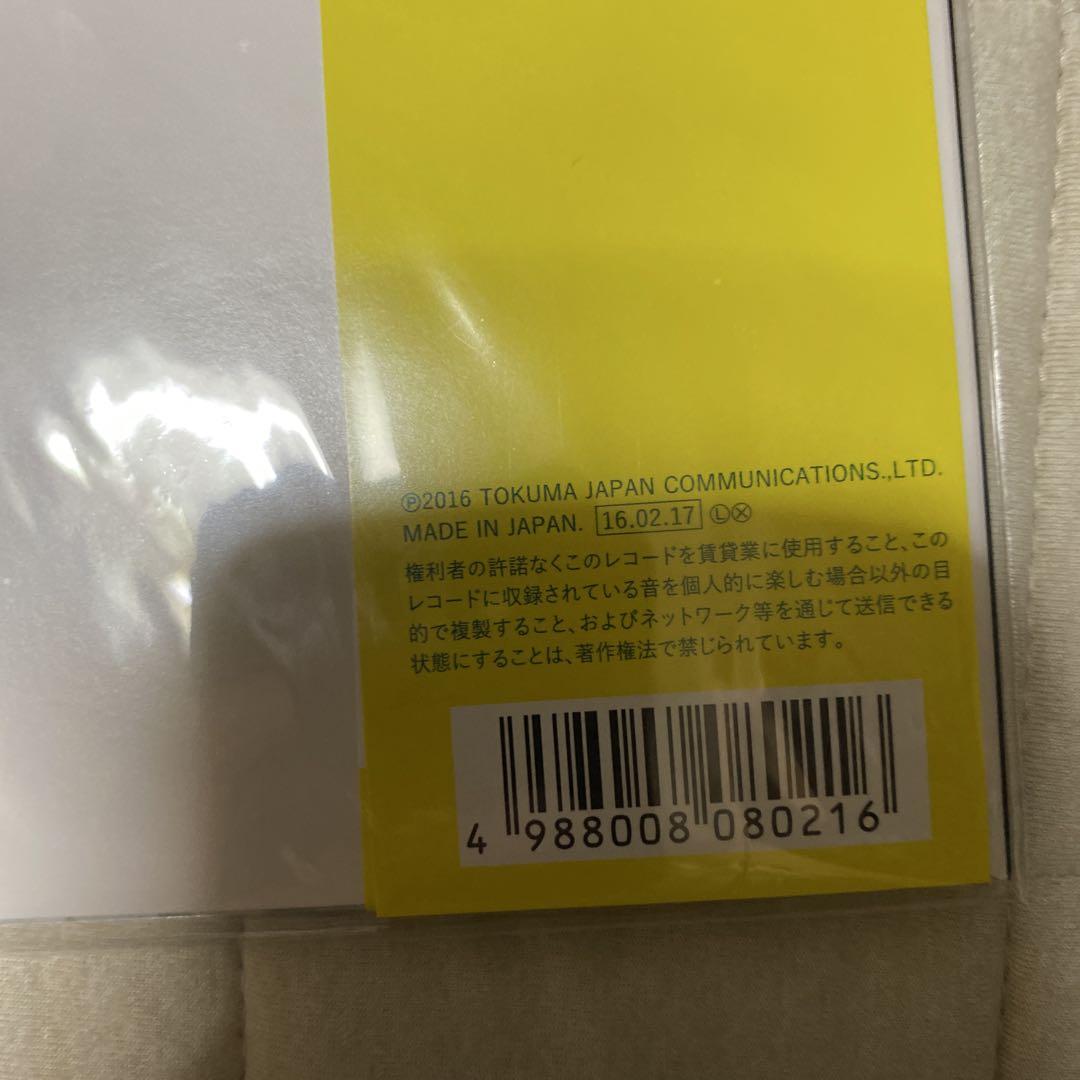 Ⓟ2016 TOKUMA JAPAN COMMUNICATIONS.,LTD.
MADE IN JAPAN. 16.02.17 ⓁⓍ
権利者の許諾なくこのレコードを賃貸業に使用すること、この
レコードに収録されている音を個人的に楽しむ場合以外の目
的で複製すること、およびネットワーク等を通じて送信できる
状態にすることは、著作権法で禁じられています。
4 988008 080216